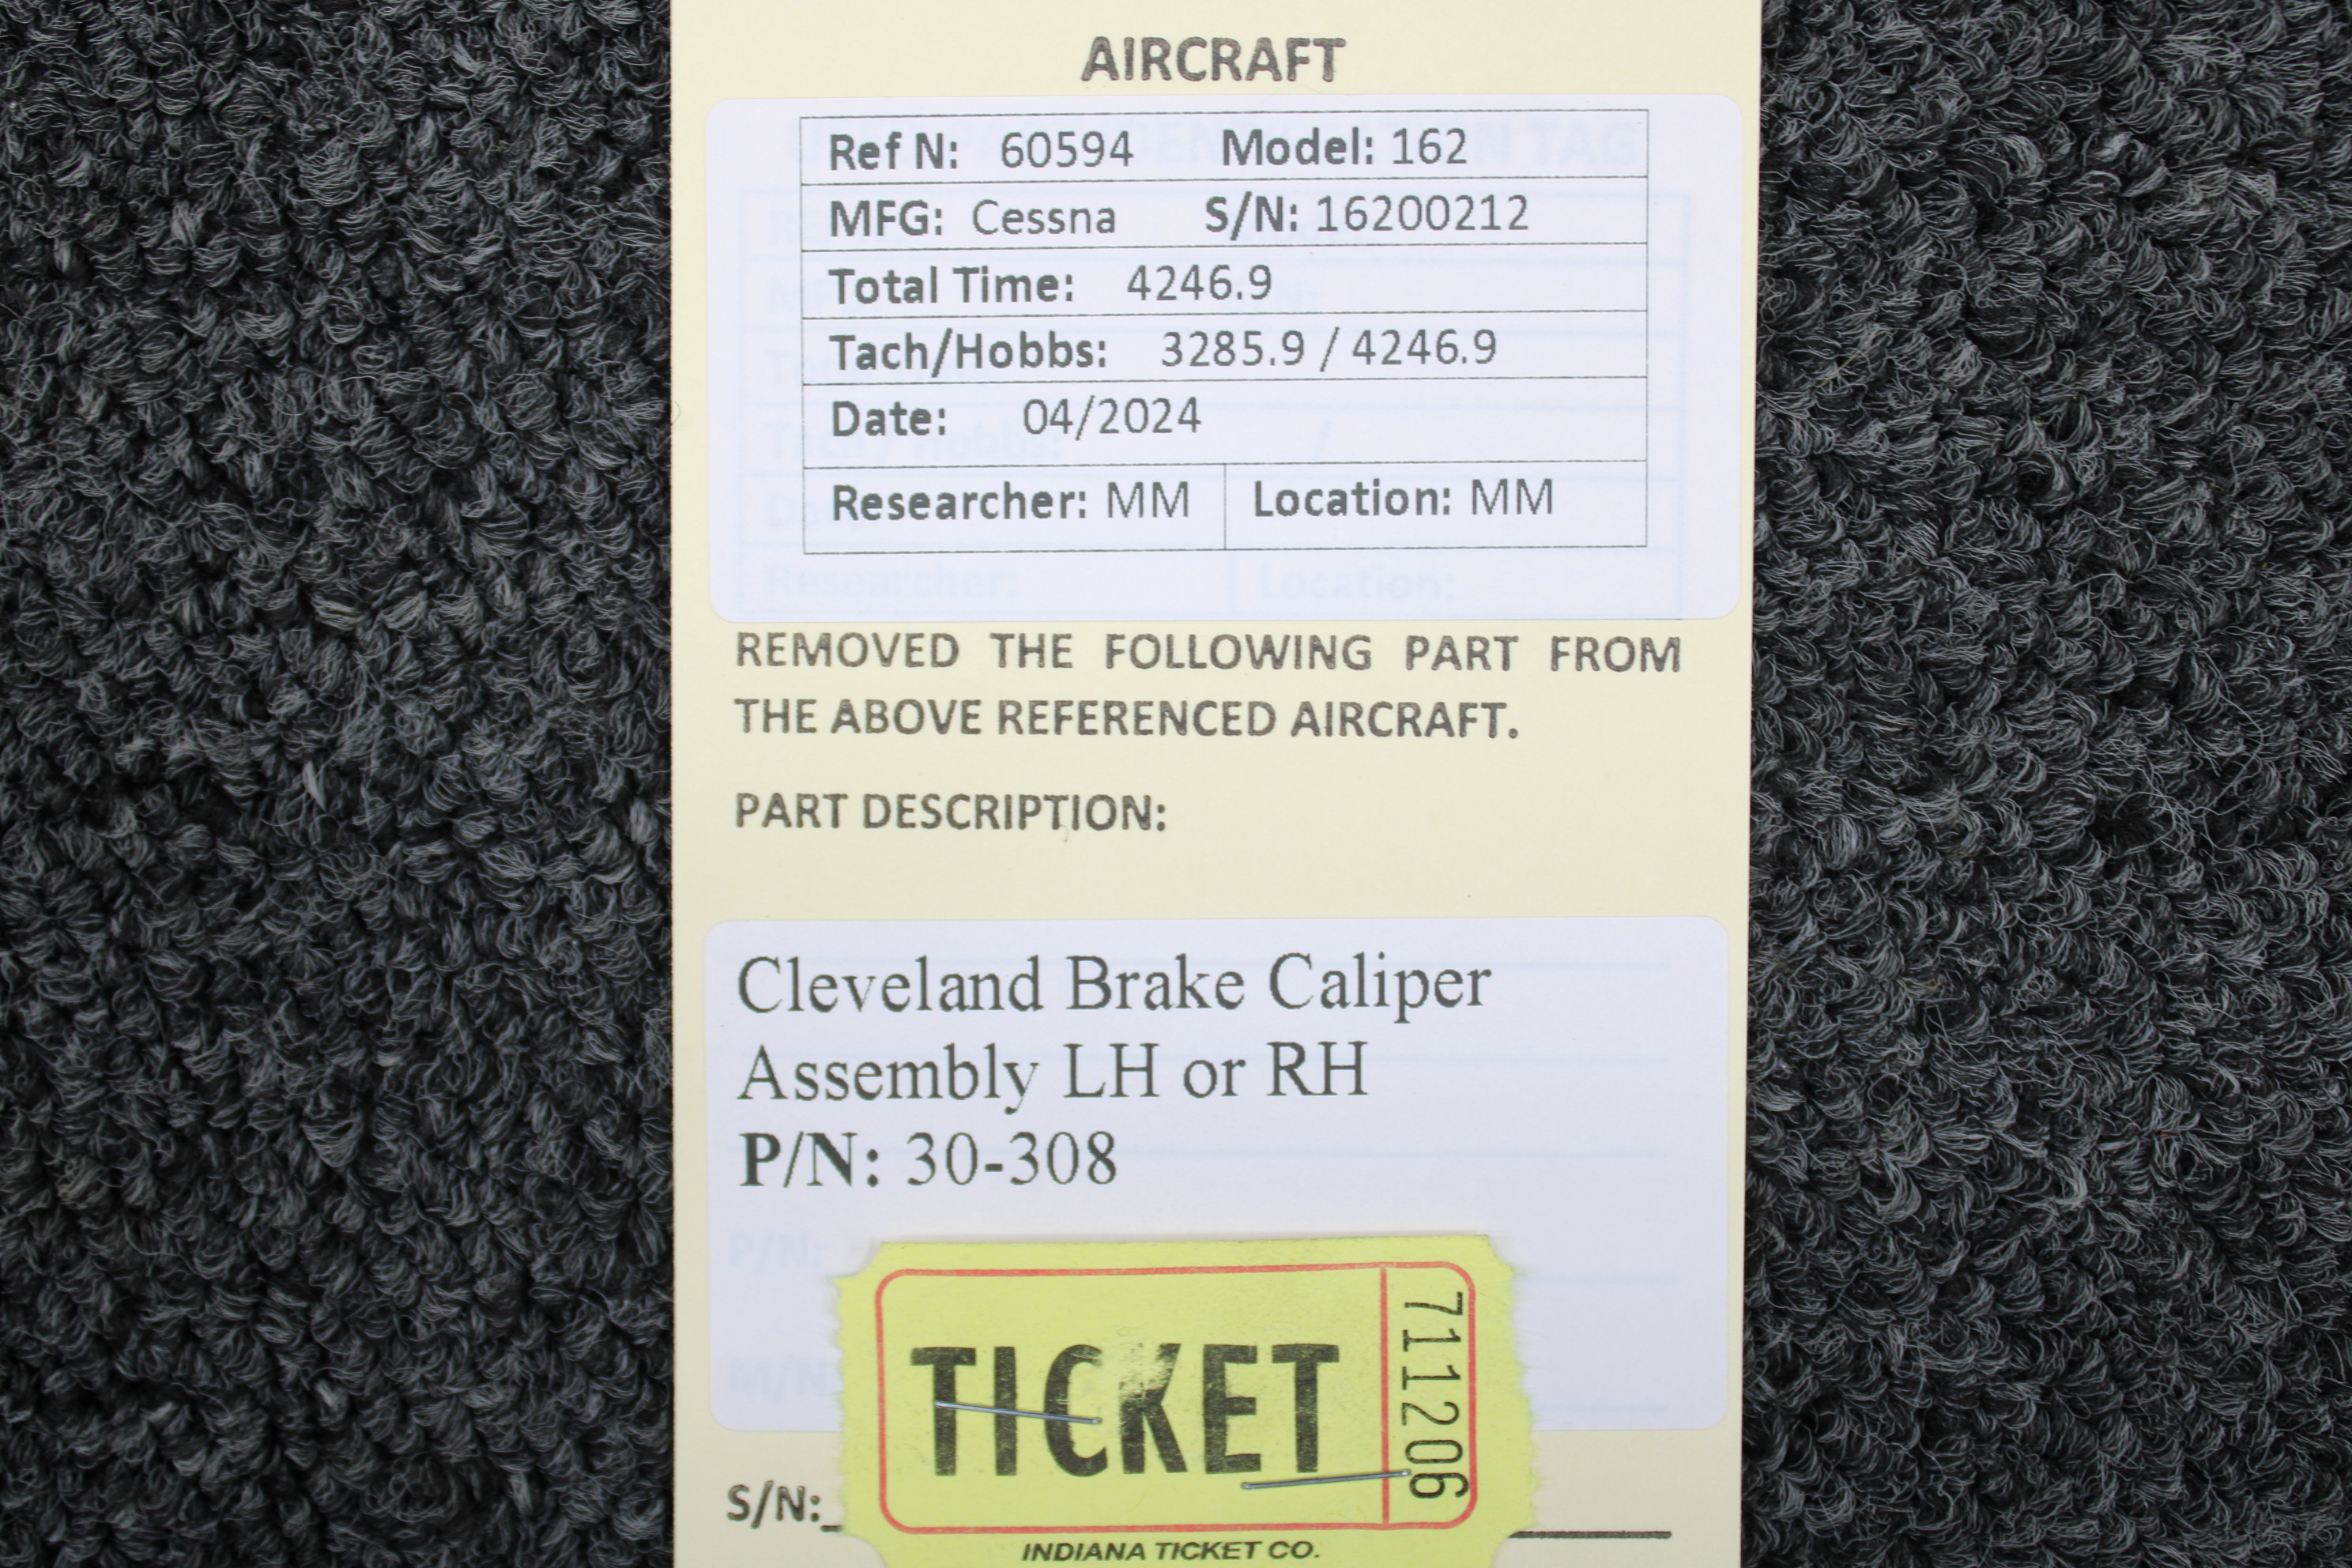 AIRCRAFT
Ref N: 60594 Model: 162
MFG: Cessna S/N: 16200212
Total Time: 4246.9
Tach/Hobbs: 3285.9 / 4246.9
Date: 04/2024
Researcher: MM Location: MM
REMOVED THE FOLLOWING PART FROM
THE ABOVE REFERENCED AIRCRAFT.
PART DESCRIPTION:
Cleveland Brake Caliper
Assembly LH or RH
P/N: 30-308
P/N:
M/N
TICKET
711206
S/N:
INDIANA TICKET CO.